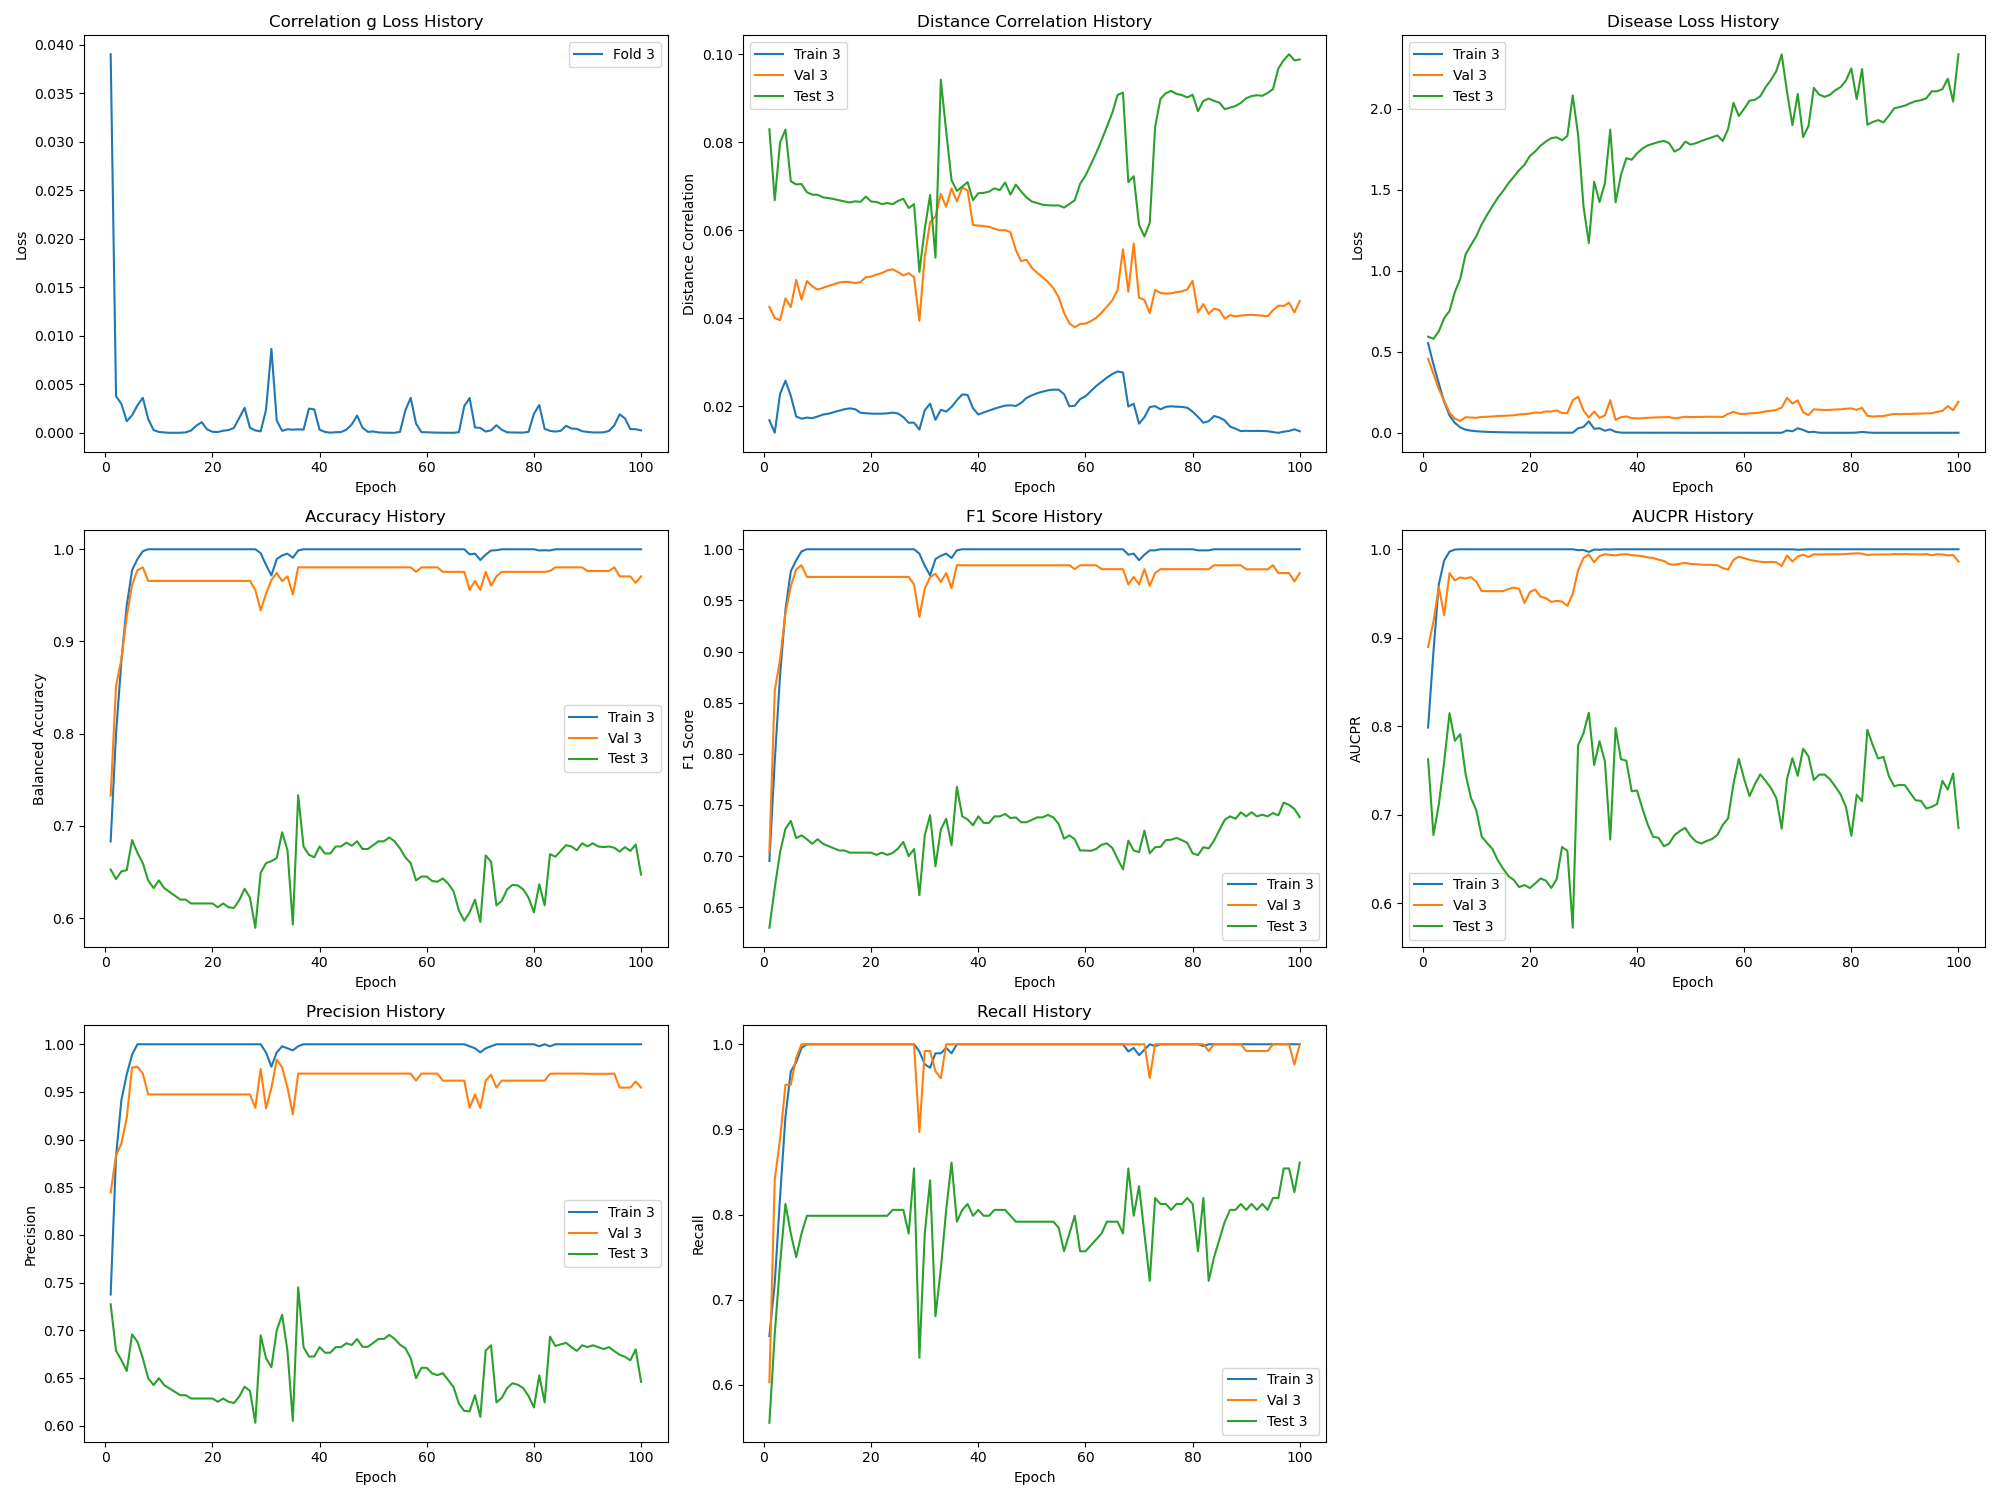 Correlation g Loss History
Loss
0.040
0.035
0.030
0.025
0.020
0.015
0.010
0.005
0.000
0 20 40 60 80 100
Epoch
Fold 3
Distance Correlation History
Distance Correlation
0.10
0.08
0.06
0.04
0.02
0 20 40 60 80 100
Epoch
Train 3
Val 3
Test 3
Disease Loss History
Loss
2.0
1.5
1.0
0.5
0.0
0 20 40 60 80 100
Epoch
Train 3
Val 3
Test 3
Accuracy History
Balanced Accuracy
1.0
0.9
0.8
0.7
0.6
0 20 40 60 80 100
Epoch
Train 3
Val 3
Test 3
F1 Score History
F1 Score
1.00
0.95
0.90
0.85
0.80
0.75
0.70
0.65
0 20 40 60 80 100
Epoch
Train 3
Val 3
Test 3
AUCPR History
AUCPR
1.0
0.9
0.8
0.7
0.6
0 20 40 60 80 100
Epoch
Train 3
Val 3
Test 3
Precision History
Precision
1.00
0.95
0.90
0.85
0.80
0.75
0.70
0.65
0.60
0 20 40 60 80 100
Epoch
Train 3
Val 3
Test 3
Recall History
Recall
1.0
0.9
0.8
0.7
0.6
0 20 40 60 80 100
Epoch
Train 3
Val 3
Test 3